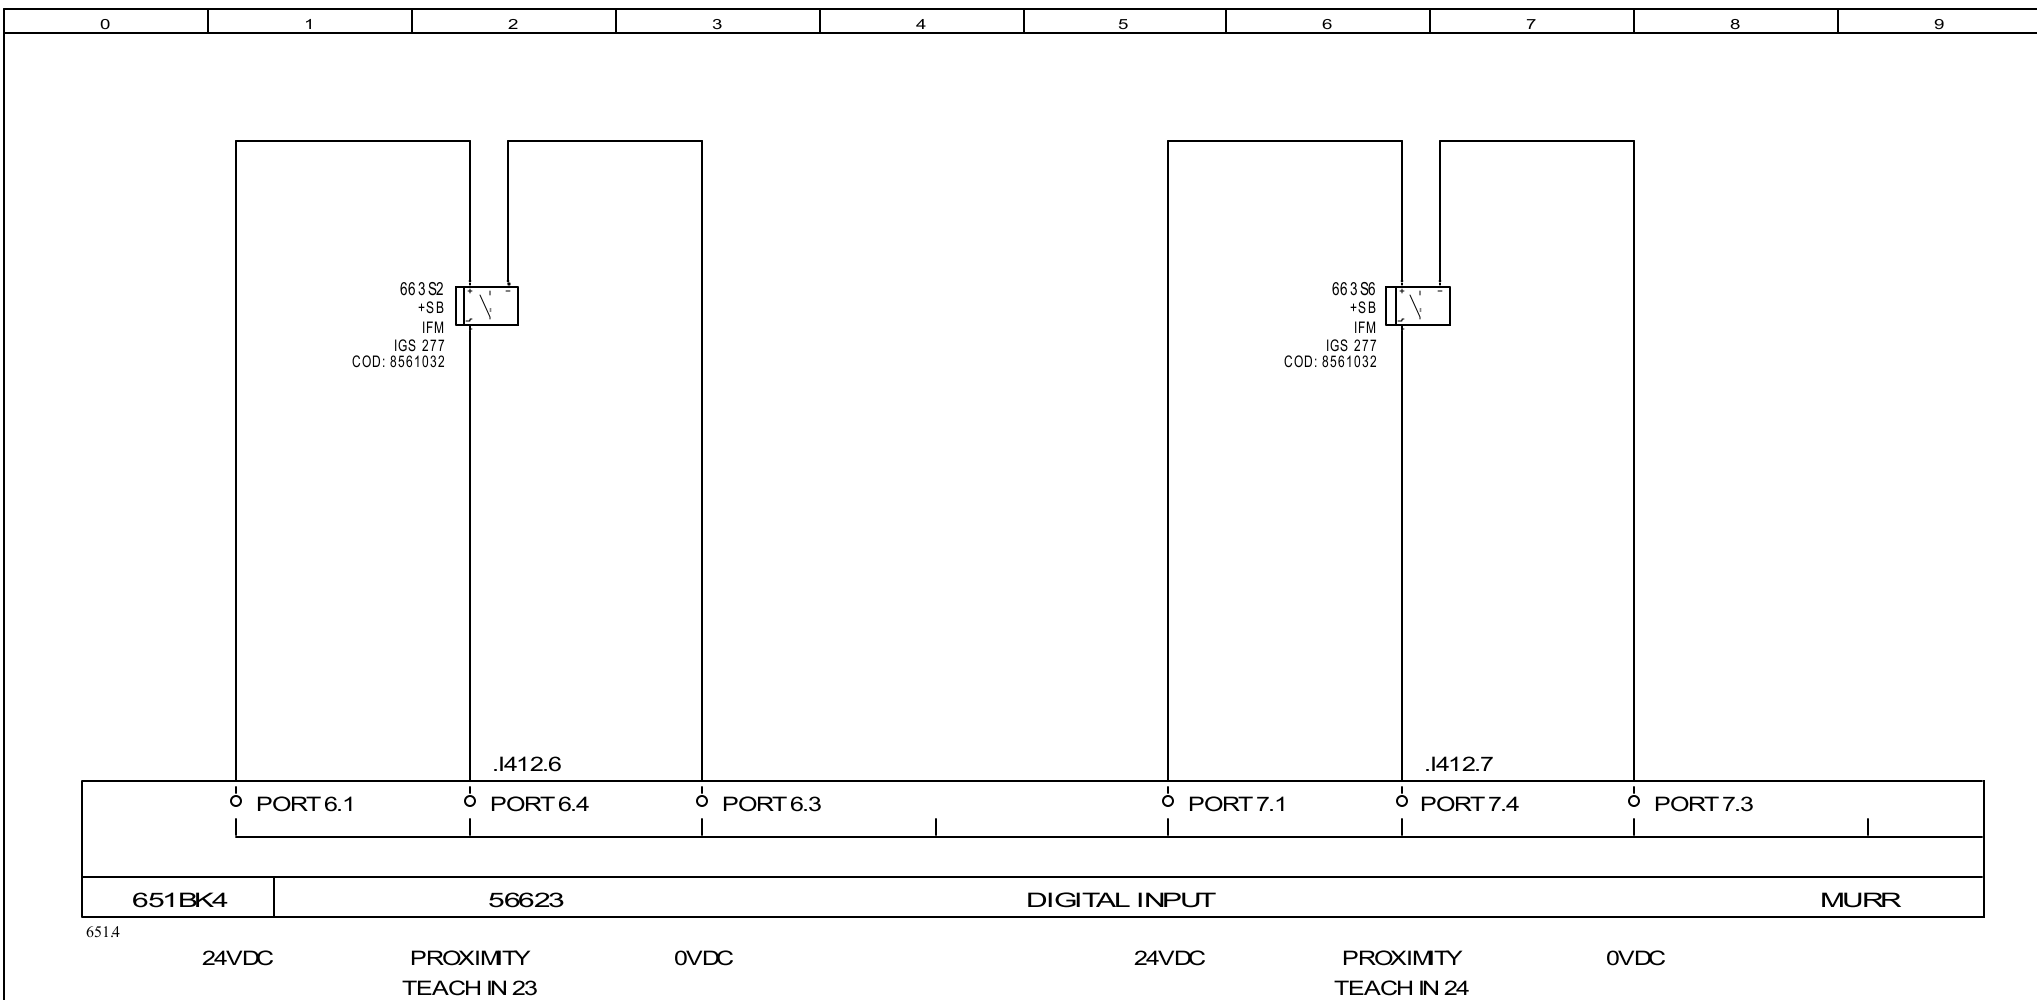 0 1 2 3 4 5 6 7 8 9
663S2
+SB
IFM
IGS 277
COD: 8561032
663S6
+SB
IFM
IGS 277
COD: 8561032
.I412.6 .I412.7
PORT 6.1 PORT 6.4 PORT 6.3 PORT 7.1 PORT 7.4 PORT 7.3
651BK4 56623 DIGITAL INPUT MURR
651.4
24VDC PROXIMITY 0VDC 24VDC PROXIMITY 0VDC
TEACH IN 23 TEACH IN 24